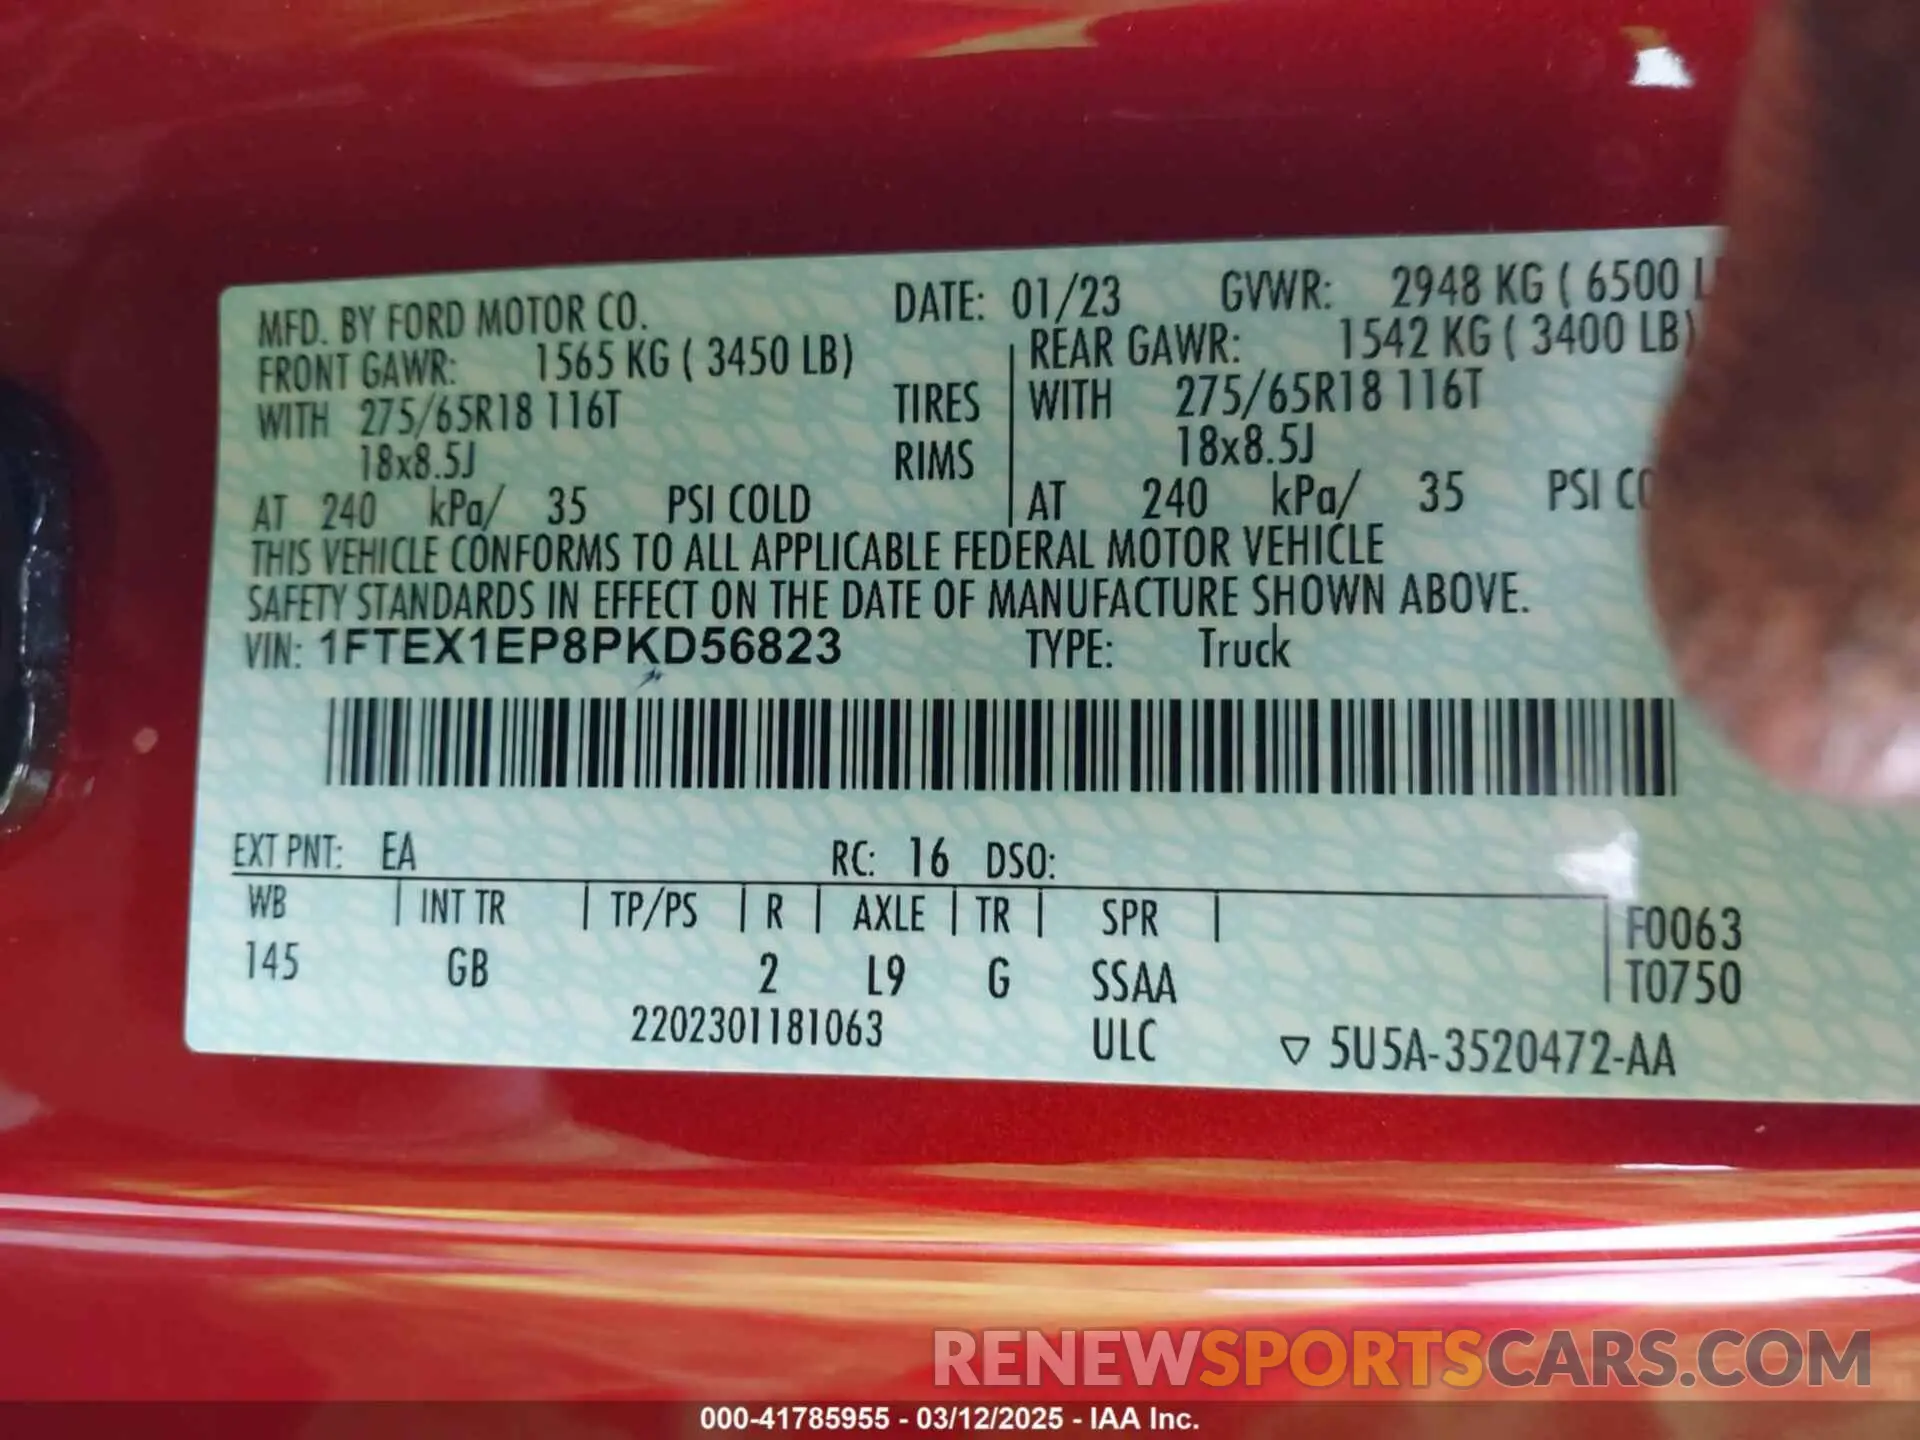 MFD. BY FORD MOTOR CO. DATE: 01/23 GVWR: 2948 KG ( 6500
FRONT GAWR: 1565 KG ( 3450 LB) REAR GAWR: 1542 KG ( 3400 LB)
WITH 275/65R18 116T TIRES WITH 275/65R18 116T
18x8.5J RIMS 18x8.5J
AT 240 kPa/ 35 PSI COLD AT 240 kPa/ 35 PSI
THIS VEHICLE CONFORMS TO ALL APPLICABLE FEDERAL MOTOR VEHICLE
SAFETY STANDARDS IN EFFECT ON THE DATE OF MANUFACTURE SHOWN ABOVE.
VIN: 1FTEX1EP8PKD56823 TYPE: Truck
EXT PNT: EA RC: 16 DSO:
WB | INT TR | TP/PS | R | AXLE | TR | SPR | F0063
145 GB 2 L9 G SSAA T0750
2202301181063 ULC ▽ 5U5A-3520472-AA
RENEWSPORTSCARS.COM
000-41785955 - 03/12/2025 - IAA Inc.